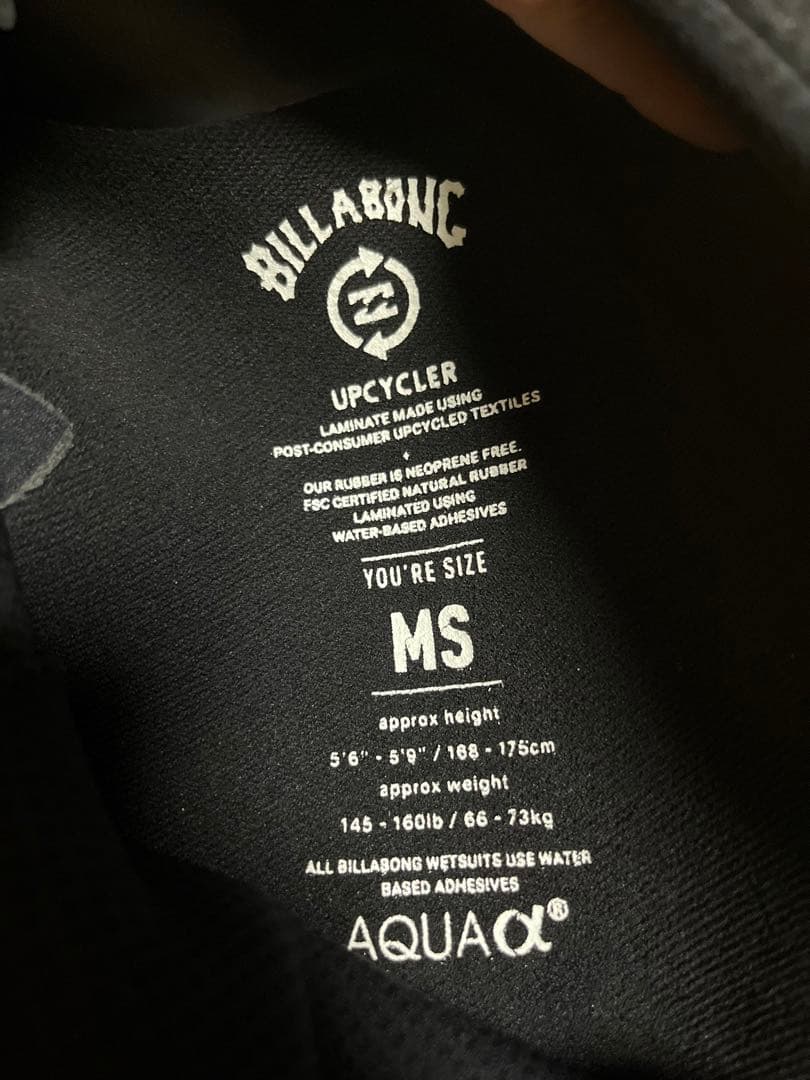 BILLABONG
UPCYCLER
LAMINATE MADE USING
POST-CONSUMER UPCYCLED TEXTILES
+
OUR RUBBER IS NEOPRENE FREE.
FSC CERTIFIED NATURAL RUBBER
LAMINATED USING
WATER-BASED ADHESIVES
YOU'RE SIZE
MS
approx height
5'6" - 5'9" / 168 - 175cm
approx weight
145 - 160lb / 66 - 73kg
ALL BILLABONG WETSUITS USE WATER
BASED ADHESIVES
AQUA α®